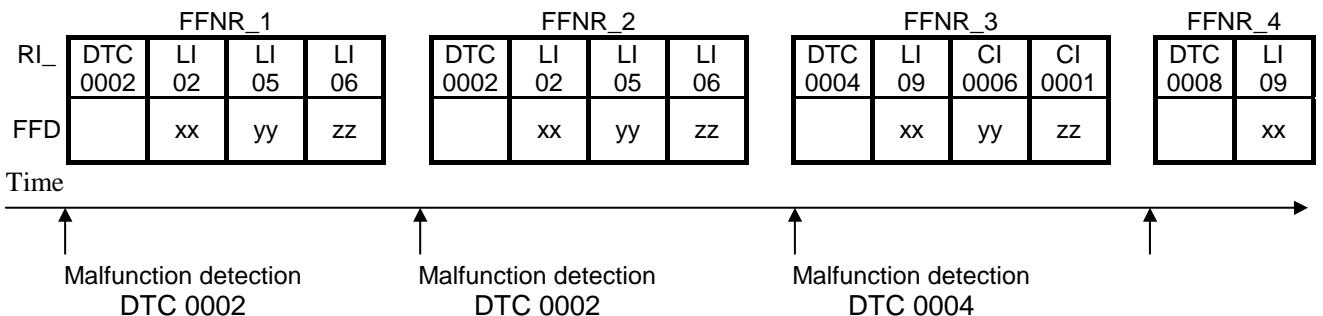 FFNR_1 FFNR_2 FFNR_3 FFNR_4
RI_ DTC LI LI LI DTC LI LI LI DTC LI CI CI DTC LI
0002 02 05 06 0002 02 05 06 0004 09 0006 0001 0008 09
FFD xx yy zz xx yy zz xx yy zz xx
Time
Malfunction detection Malfunction detection Malfunction detection
DTC 0002 DTC 0002 DTC 0004